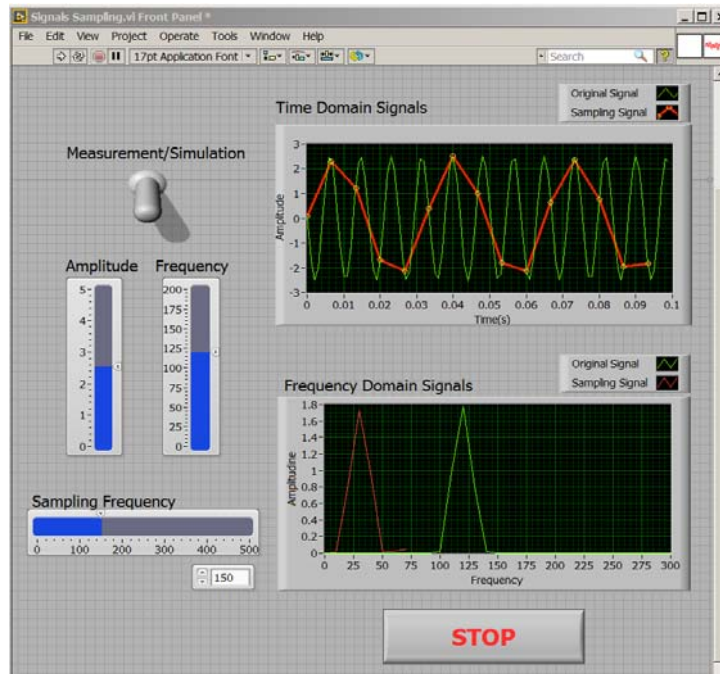 Signals Sampling.vi Front Panel *
File Edit View Project Operate Tools Window Help
17pt Application Font
Search
Measurement/Simulation
Time Domain Signals
Original Signal
Sampling Signal
Amplitude
3-
2-
1-
0-
-1-
-2-
-3-
0 0.01 0.02 0.03 0.04 0.05 0.06 0.07 0.08 0.09 0.1
Time(s)
Amplitude
5-
4-
3-
2-
1-
0-
Frequency
200-
175-
150-
125-
100-
75-
50-
25-
0-
Frequency Domain Signals
Original Signal
Sampling Signal
Amplitudine
1.8-
1.6-
1.4-
1.2-
1-
0.8-
0.6-
0.4-
0.2-
0-
0 25 50 75 100 125 150 175 200 225 250 275 300
Frequency
Sampling Frequency
0 100 200 300 400 500
150
STOP